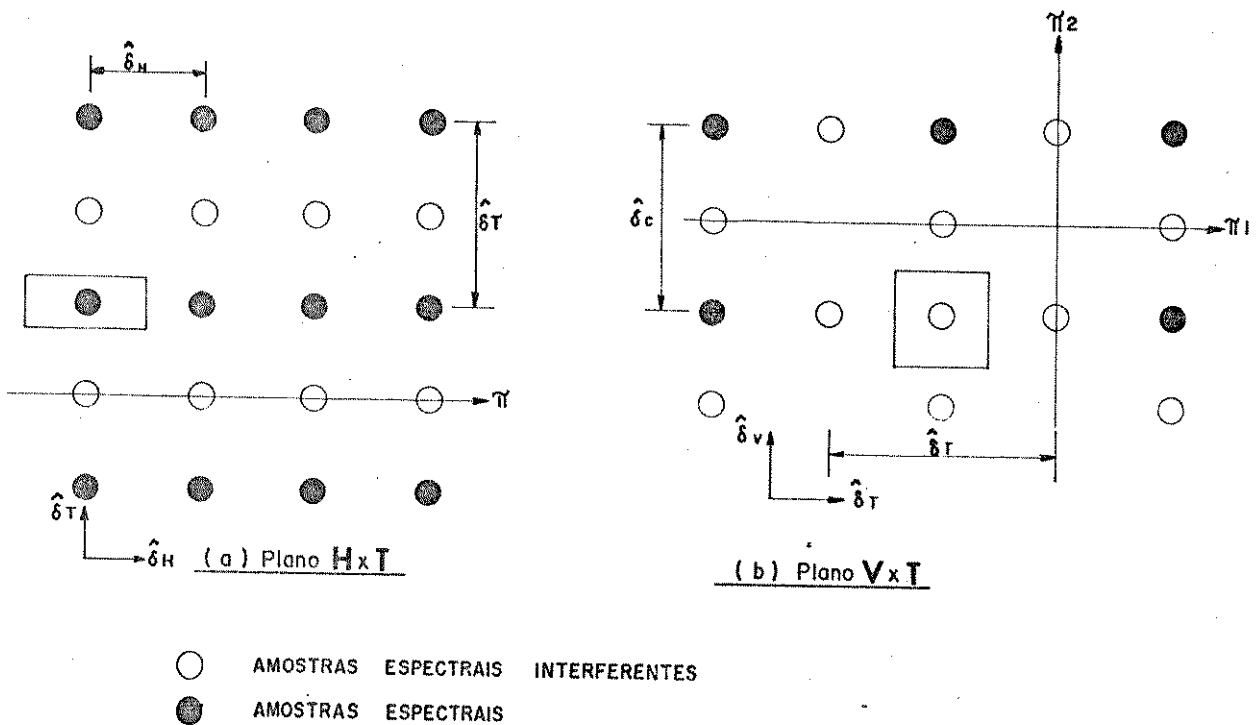 δ̂H
δ̂T
π
δ̂T
δ̂H
(a) Plano H x T
π2
δ̂c
π1
δ̂V
δ̂T
δ̂T
(b) Plano V x T
AMOSTRAS ESPECTRAIS INTERFERENTES
AMOSTRAS ESPECTRAIS